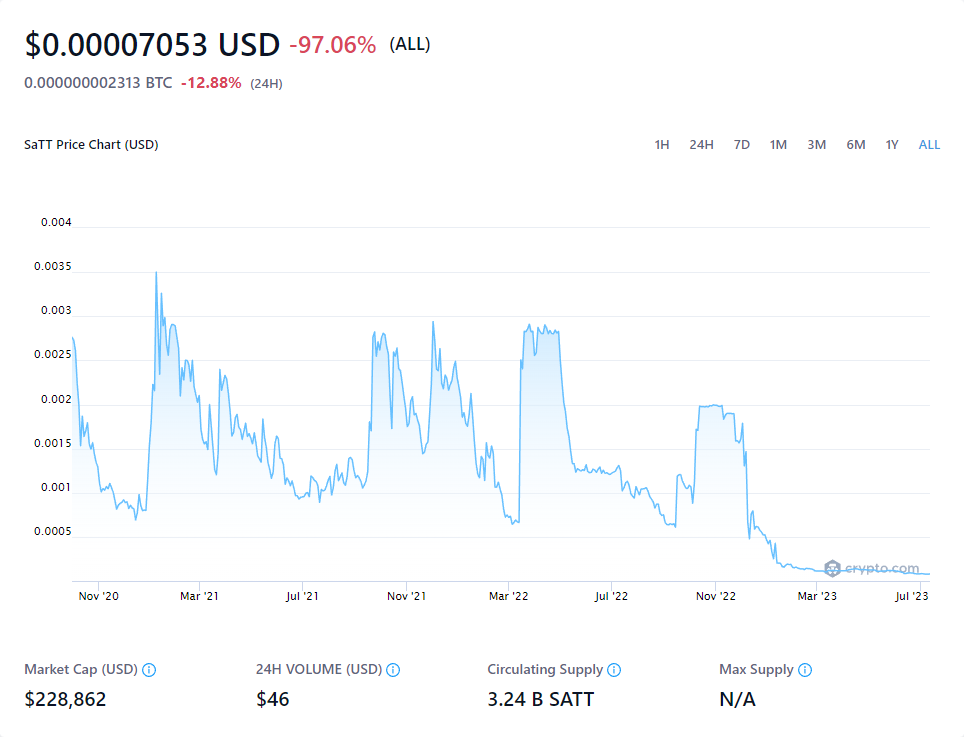 $0.00007053 USD -97.06% (ALL)
0.000000002313 BTC -12.88% (24H)
SaTT Price Chart (USD) 1H 24H 7D 1M 3M 6M 1Y ALL
0.004
0.0035
0.003
0.0025
0.002
0.0015
0.001
0.0005
crypto.com
Nov '20 Mar '21 Jul '21 Nov '21 Mar '22 Jul '22 Nov '22 Mar '23 Jul '23
Market Cap (USD) 24H VOLUME (USD) Circulating Supply Max Supply
$228,862 $46 3.24 B SATT N/A